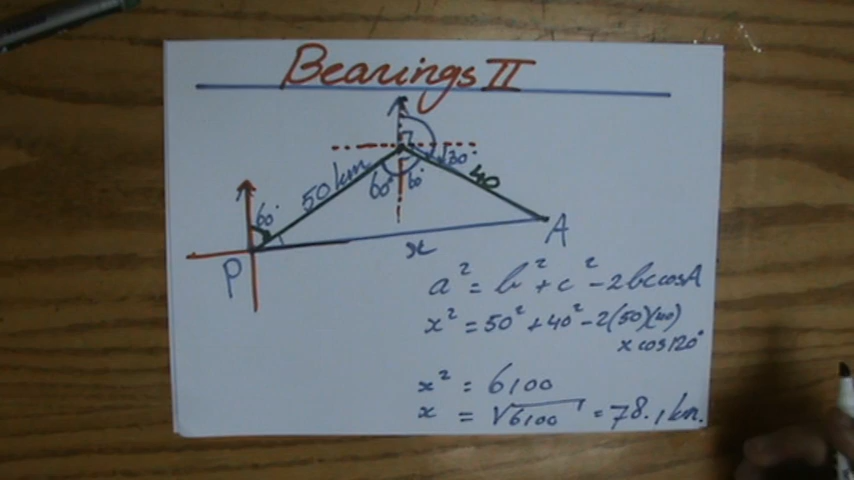 Bearings II
60°
50 km
60°
60°
30°
40
P
x
A
a² = b² + c² - 2bc cosA
x² = 50² + 40² - 2(50)(40)
x cos 120°
x² = 6100
x = √6100 = 78.1 km.